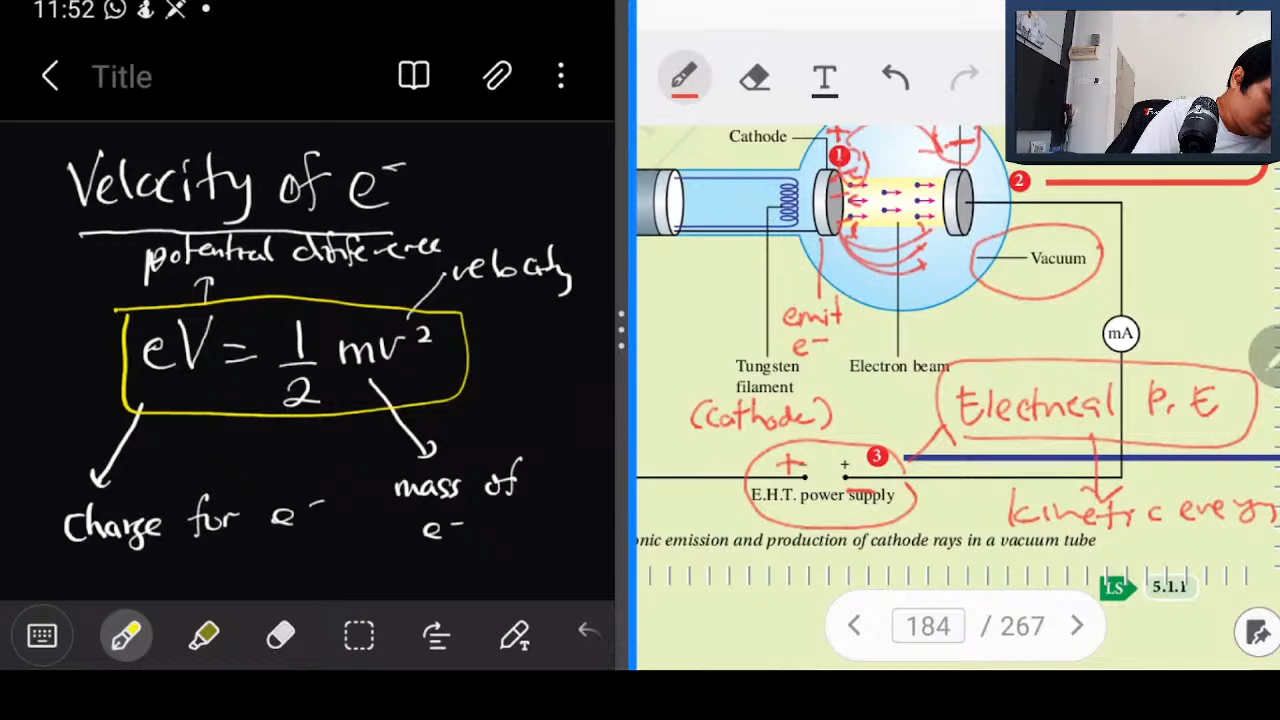 11:52
Title
Velocity of e-
potential difference
velocity
eV = 1/2 mv²
mass of
e-
charge for e-
Cathode
+
1
2
Vacuum
emit
e-
mA
Tungsten
filament
Electron beam
(Cathode)
Electrical P.E
+
+
3
E.H.T. power supply
-
kinetic energy
onic emission and production of cathode rays in a vacuum tube
LS 5.1.1
184 / 267